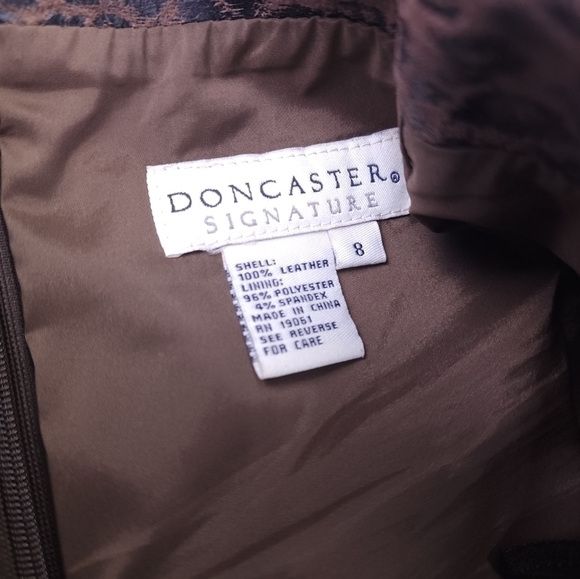 DONCASTER®
SIGNATURE
8
SHELL:
100% LEATHER
LINING:
96% POLYESTER
4% SPANDEX
MADE IN CHINA
RN 19061
SEE REVERSE
FOR CARE